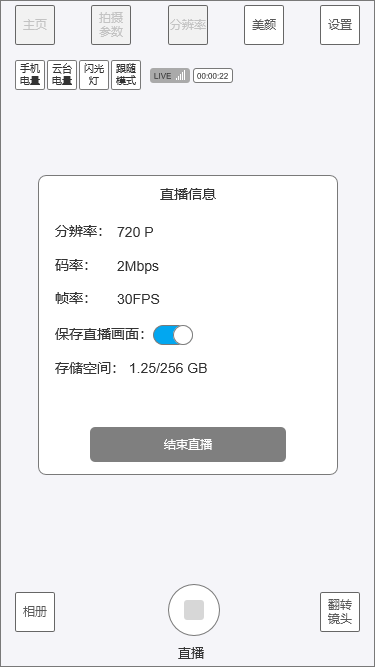 主页
拍摄
参数
分辨率
美颜
设置
手机
电量
云台
电量
闪光
灯
跟随
模式
LIVE
00:00:22
直播信息
分辨率： 720 P
码率： 2Mbps
帧率： 30FPS
保存直播画面：
存储空间： 1.25/256 GB
结束直播
相册
翻转
镜头
直播